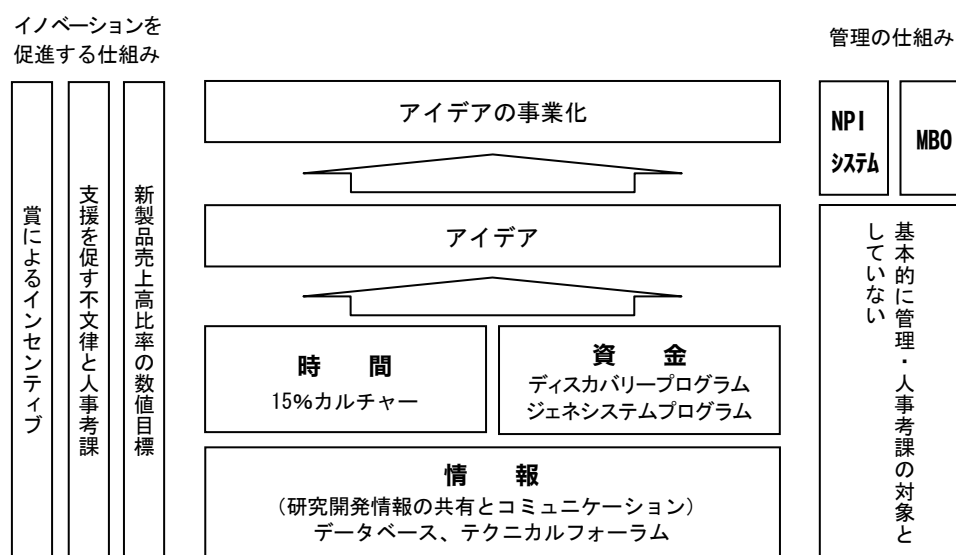 イノベーションを
促進する仕組み
管理の仕組み
賞によるインセンティブ
支援を促す不文律と人事考課
新製品売上高比率の数値目標
アイデアの事業化
アイデア
時 間
15%カルチャー
資 金
ディスカバリープログラム
ジェネシステムプログラム
情 報
(研究開発情報の共有とコミュニケーション)
データベース、テクニカルフォーラム
NPI
システム
MBO
基本的に管理・人事考課の対象と
していない